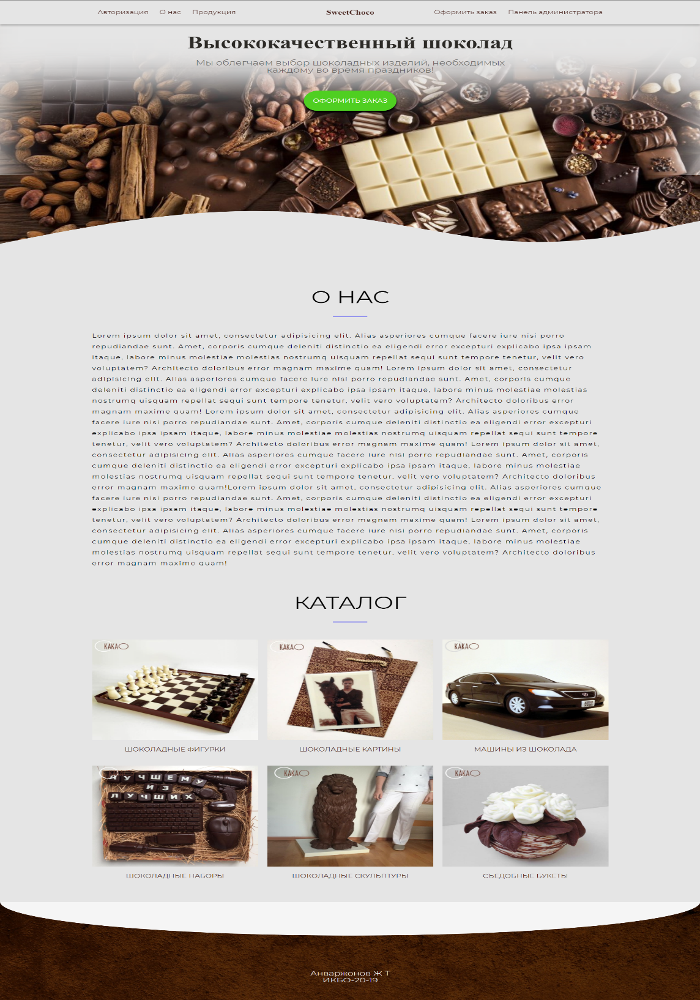 Авторизация О нас Продукция SweetChoco Оформить заказ Панель администратора
Высококачественный шоколад
Мы облегчаем выбор шоколадных изделий, необходимых
каждому во время праздников!
ОФОРМИТЬ ЗАКАЗ
О НАС
Lorem ipsum dolor sit amet, consectetur adipisicing elit. Alias asperiores cumque facere iure nisi porro
repudiandae sunt. Amet, corporis cumque deleniti distinctio ea eligendi error excepturi explicabo ipsa ipsam
itaque, labore minus molestiae molestias nostrumq uisquam repellat sequi sunt tempore tenetur, velit vero
voluptatem? Architecto doloribus error magnam maxime quam! Lorem ipsum dolor sit amet, consectetur
adipisicing elit. Alias asperiores cumque facere iure nisi porro repudiandae sunt. Amet, corporis cumque
deleniti distinctio ea eligendi error excepturi explicabo ipsa ipsam itaque, labore minus molestiae molestias
nostrumq uisquam repellat sequi sunt tempore tenetur, velit vero voluptatem? Architecto doloribus error
magnam maxime quam! Lorem ipsum dolor sit amet, consectetur adipisicing elit. Alias asperiores cumque
facere iure nisi porro repudiandae sunt. Amet, corporis cumque deleniti distinctio ea eligendi error excepturi
explicabo ipsa ipsam itaque, labore minus molestiae molestias nostrumq uisquam repellat sequi sunt tempore
tenetur, velit vero voluptatem? Architecto doloribus error magnam maxime quam! Lorem ipsum dolor sit amet,
consectetur adipisicing elit. Alias asperiores cumque facere iure nisi porro repudiandae sunt. Amet, corporis
cumque deleniti distinctio ea eligendi error excepturi explicabo ipsa ipsam itaque, labore minus molestiae
molestias nostrumq uisquam repellat sequi sunt tempore tenetur, velit vero voluptatem? Architecto doloribus
error magnam maxime quam!Lorem ipsum dolor sit amet, consectetur adipisicing elit. Alias asperiores cumque
facere iure nisi porro repudiandae sunt. Amet, corporis cumque deleniti distinctio ea eligendi error excepturi
explicabo ipsa ipsam itaque, labore minus molestiae molestias nostrumq uisquam repellat sequi sunt tempore
tenetur, velit vero voluptatem? Architecto doloribus error magnam maxime quam! Lorem ipsum dolor sit amet,
consectetur adipisicing elit. Alias asperiores cumque facere iure nisi porro repudiandae sunt. Amet, corporis
cumque deleniti distinctio ea eligendi error excepturi explicabo ipsa ipsam itaque, labore minus molestiae
molestias nostrumq uisquam repellat sequi sunt tempore tenetur, velit vero voluptatem? Architecto doloribus
error magnam maxime quam!
КАТАЛОГ
КАКАО
КАКАО
КАКАО
ШОКОЛАДНЫЕ ФИГУРКИ
ШОКОЛАДНЫЕ КАРТИНЫ
МАШИНЫ ИЗ ШОКОЛАДА
ЛУЧШЕМУ
ИЗ
ЛУЧШИХ
КАКАО
КАКАО
ШОКОЛАДНЫЕ НАБОРЫ
ШОКОЛАДНЫЕ СКУЛЬПТУРЫ
СЪЕДОБНЫЕ БУКЕТЫ
Анваржонов Ж Т
ИКБО-20-19